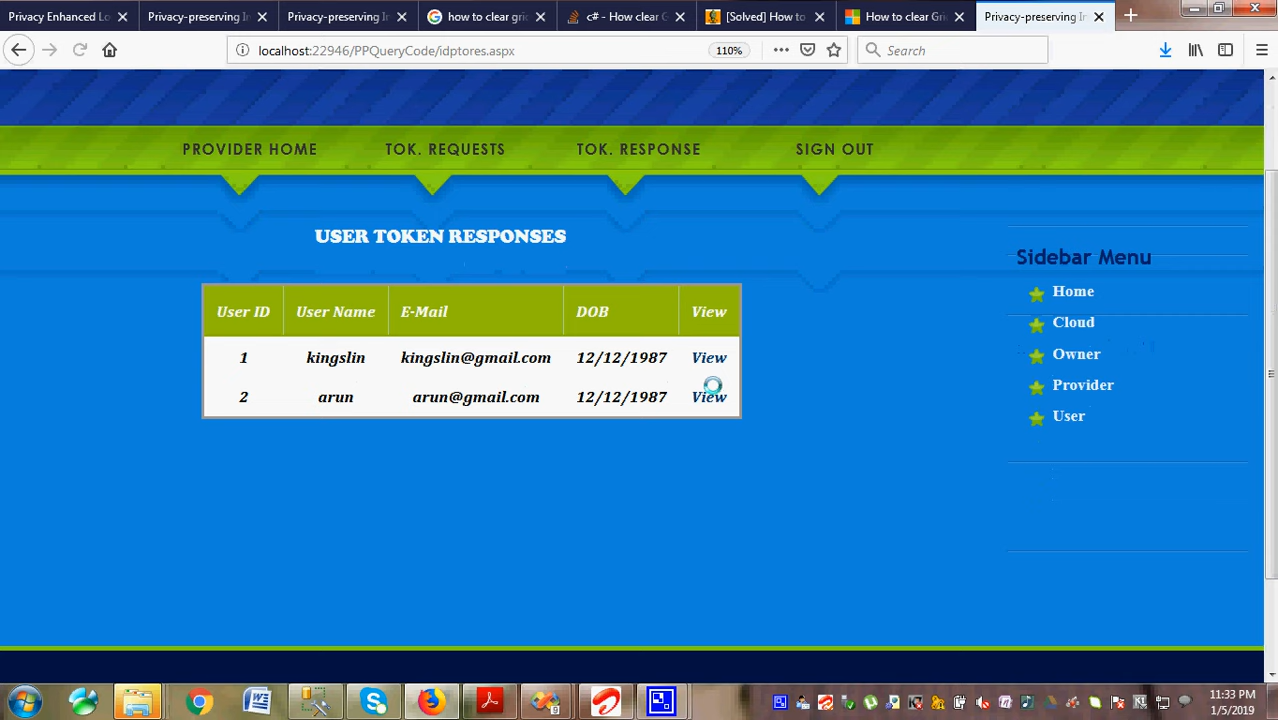 Privacy Enhanced Lo
Privacy-preserving In
Privacy-preserving In
how to clear gri
c# - How clear G
[Solved] How to
How to clear Gri
Privacy-preserving In
localhost:22946/PPQueryCode/idptores.aspx
110%
Search
PROVIDER HOME
TOK. REQUESTS
TOK. RESPONSE
SIGN OUT
USER TOKEN RESPONSES
User ID User Name E-Mail DOB View
1 kingslin kingslin@gmail.com 12/12/1987 View
2 arun arun@gmail.com 12/12/1987 View
Sidebar Menu
Home
Cloud
Owner
Provider
User
11:33 PM
1/5/2019